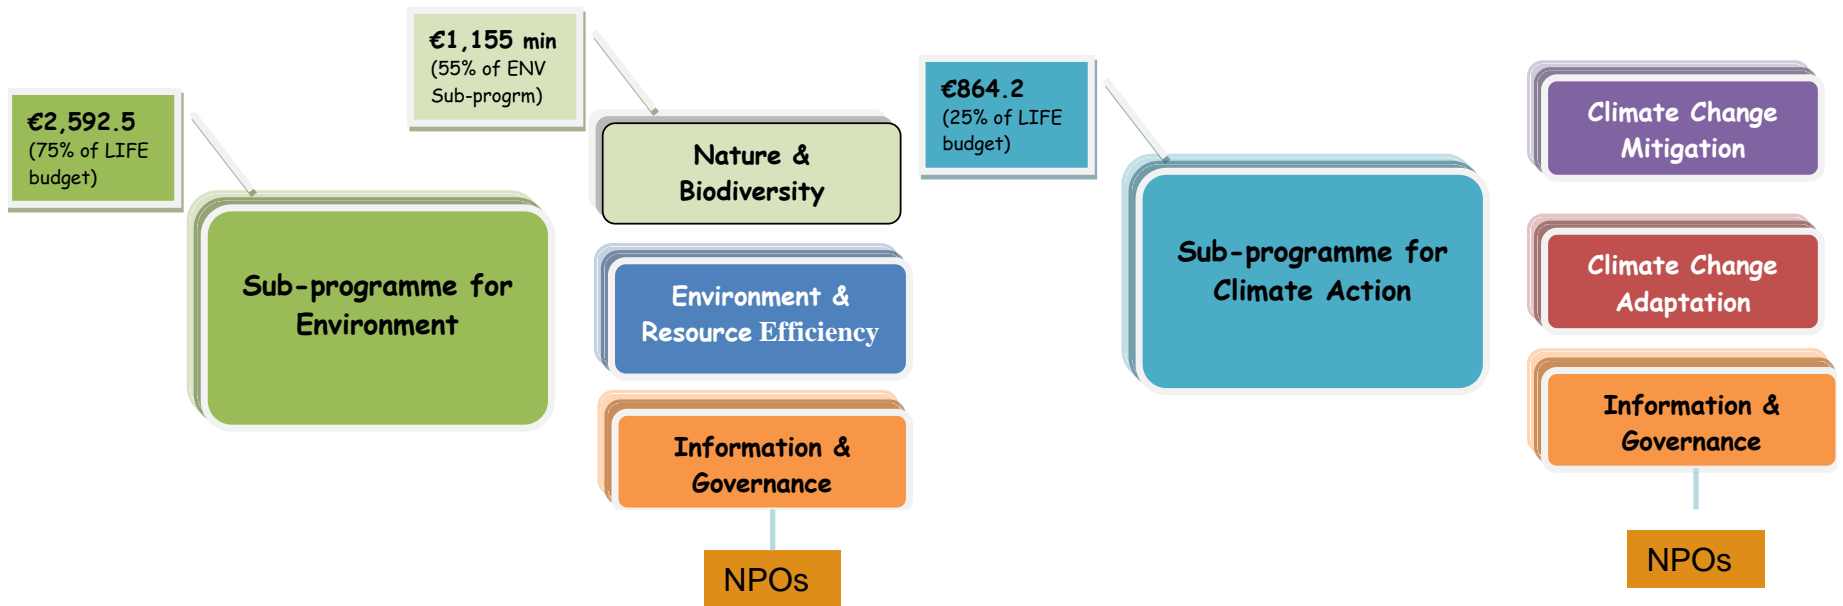 €2,592.5
(75% of LIFE
budget)
Sub-programme for
Environment
€1,155 min
(55% of ENV
Sub-progrm)
Nature &
Biodiversity
Environment &
Resource Efficiency
Information &
Governance
NPOs
€864.2
(25% of LIFE
budget)
Sub-programme for
Climate Action
Climate Change
Mitigation
Climate Change
Adaptation
Information &
Governance
NPOs